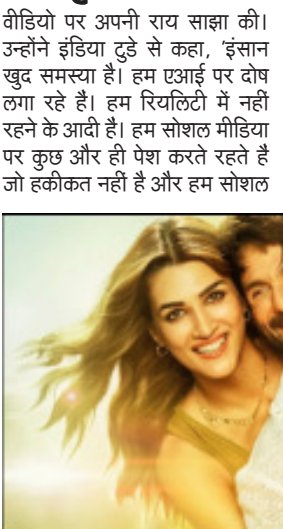 वीडियो पर अपनी राय साझा की।
उन्होंने इंडिया टुडे से कहा, 'इंसान
खुद समस्या है। हम एआई पर दोष
लगा रहे हैं। हम रियलिटी में नहीं
रहने के आदी हैं। हम सोशल मीडिया
पर कुछ और ही पेश करते रहते हैं
जो हकीकत नहीं है और हम सोशल